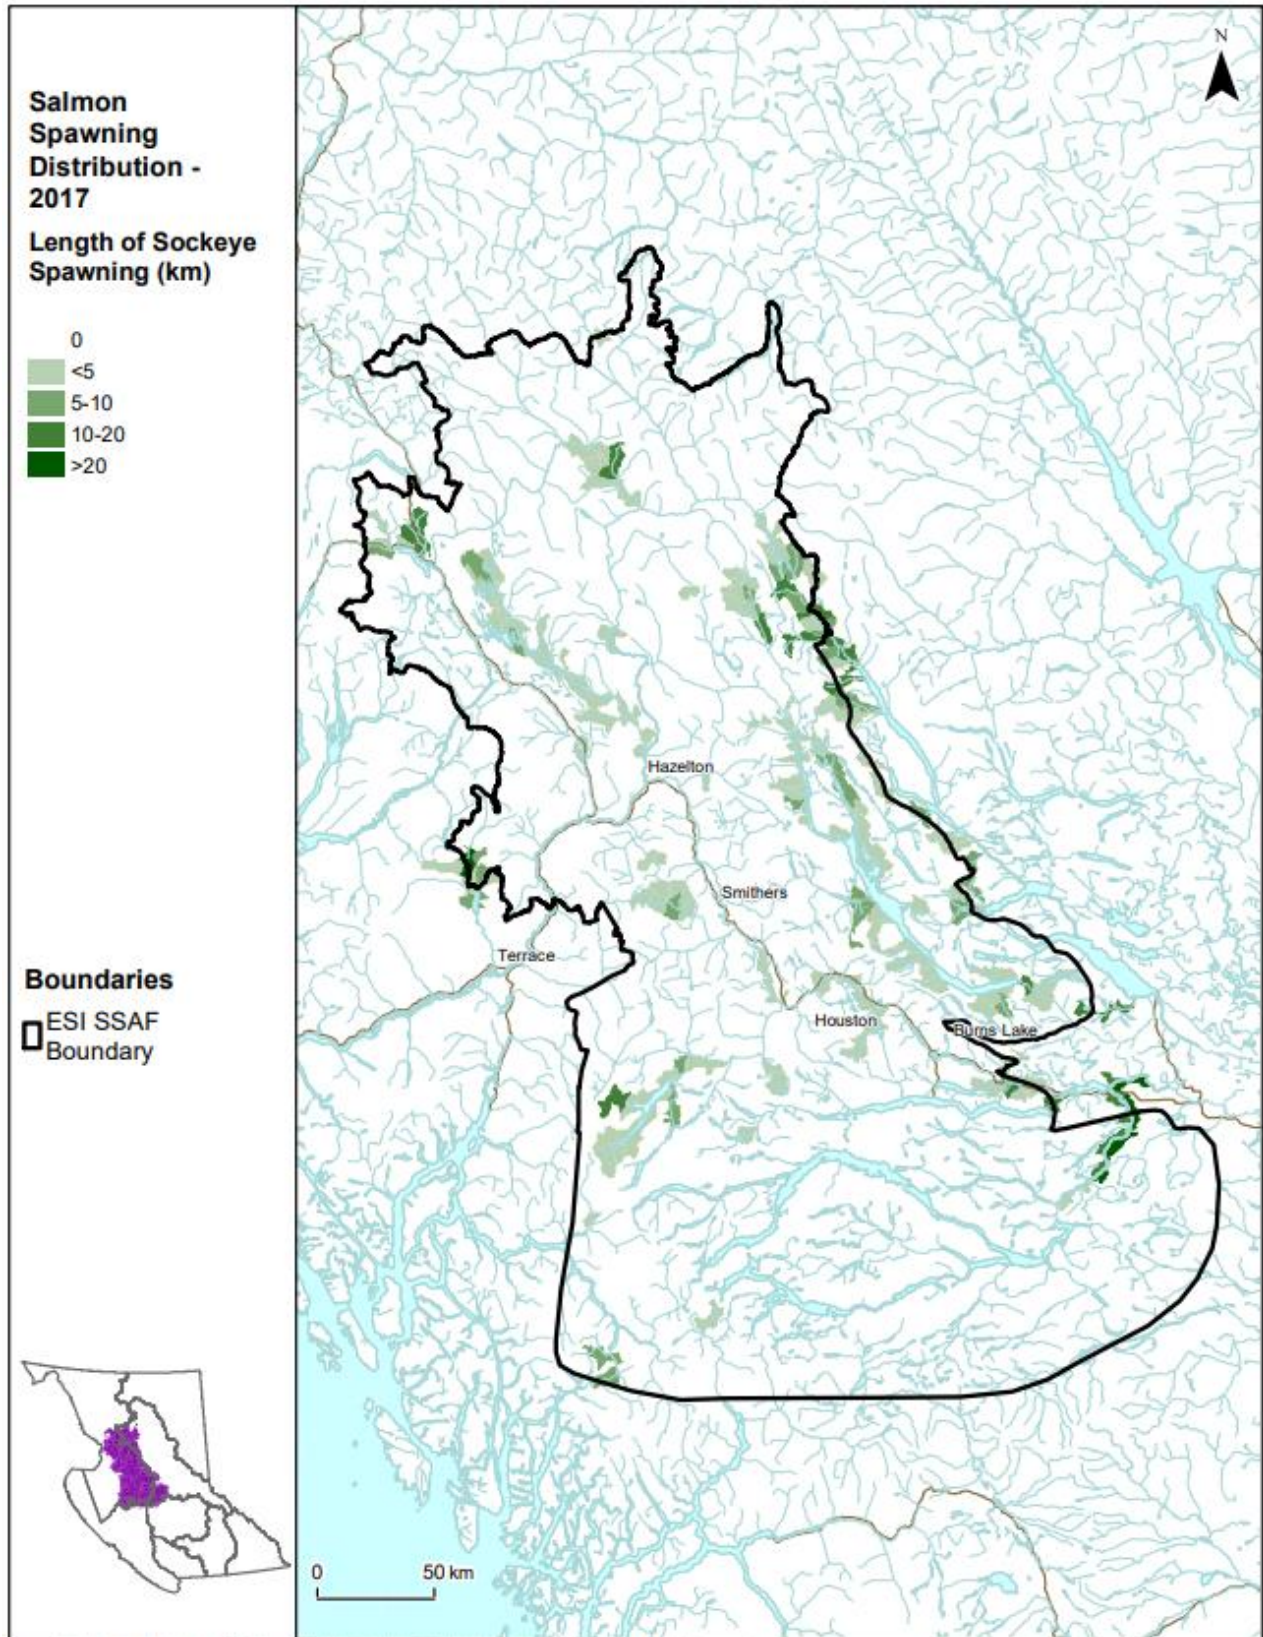 Salmon
Spawning
Distribution -
2017
Length of Sockeye
Spawning (km)
0
<5
5-10
10-20
>20
Boundaries
ESI SSAF
Boundary
N
Hazelton
Smithers
Terrace
Houston
Burns Lake
0
50 km